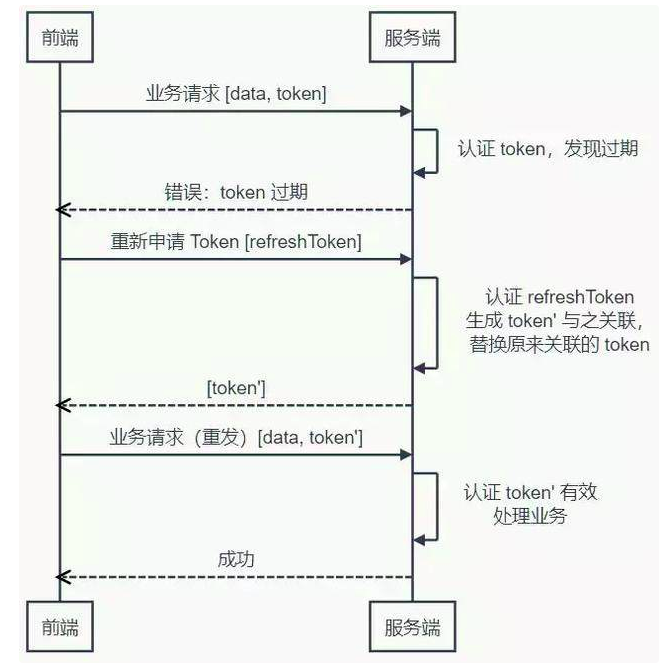 前端
服务端
业务请求 [data, token]
认证 token，发现过期
错误：token 过期
重新申请 Token [refreshToken]
认证 refreshToken
生成 token' 与之关联，
替换原来关联的 token
[token']
业务请求（重发）[data, token']
认证 token' 有效
处理业务
成功
前端
服务端